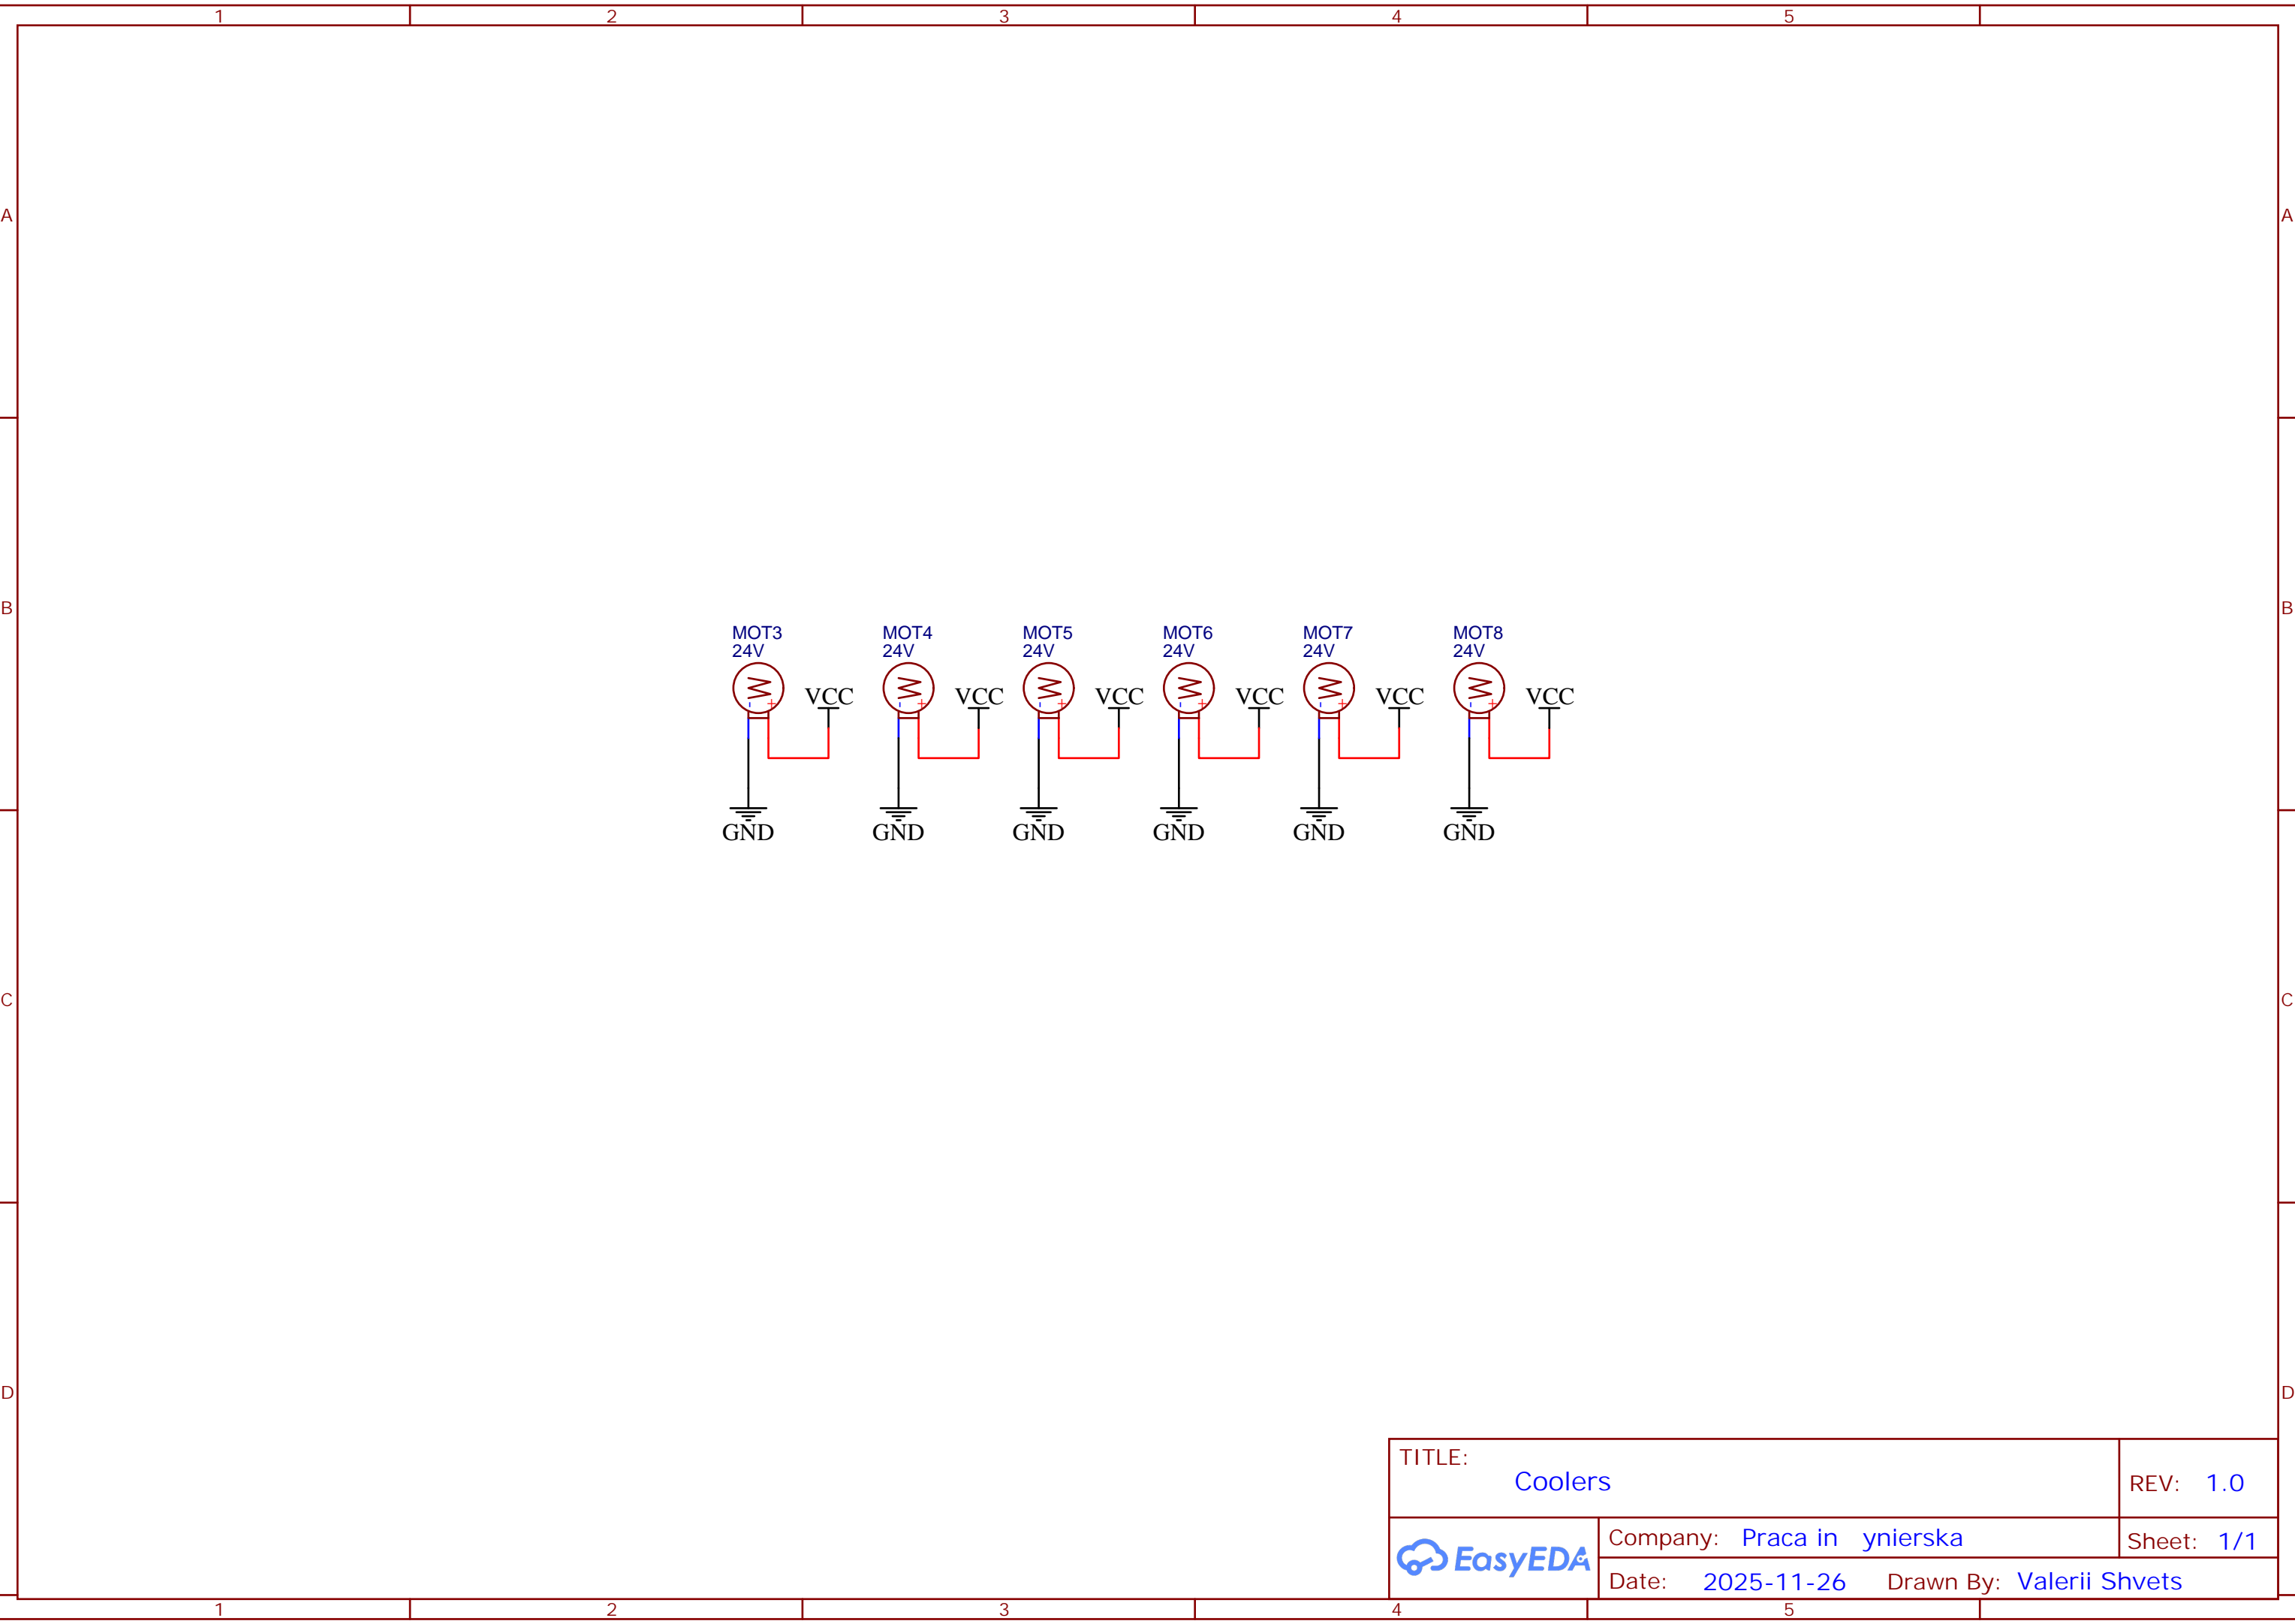 1 2 3 4 5
A A
MOT3 MOT4 MOT5 MOT6 MOT7 MOT8
24V 24V 24V 24V 24V 24V
B B
- + VCC - + VCC - + VCC - + VCC - + VCC - + VCC
GND GND GND GND GND GND
C C
D D
TITLE:
Coolers
REV: 1.0
EasyEDA
Company: Praca in ynierska
Sheet: 1/1
Date: 2025-11-26 Drawn By: Valerii Shvets
1 2 3 4 5